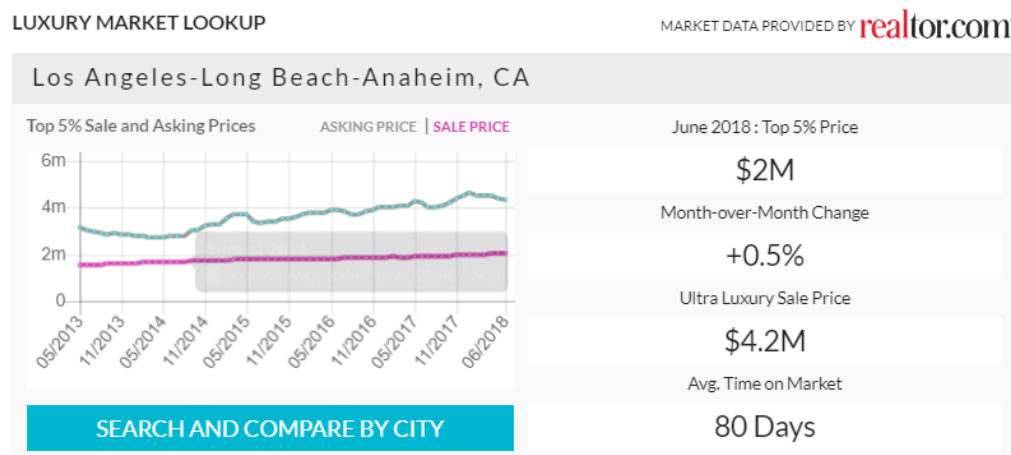 LUXURY MARKET LOOKUP
MARKET DATA PROVIDED BY realtor.com
Los Angeles-Long Beach-Anaheim, CA
Top 5% Sale and Asking Prices
ASKING PRICE | SALE PRICE
6m
4m
2m
0
05/2013
11/2013
05/2014
11/2014
05/2015
11/2015
05/2016
11/2016
05/2017
11/2017
06/2018
SEARCH AND COMPARE BY CITY
June 2018 : Top 5% Price
$2M
Month-over-Month Change
+0.5%
Ultra Luxury Sale Price
$4.2M
Avg. Time on Market
80 Days